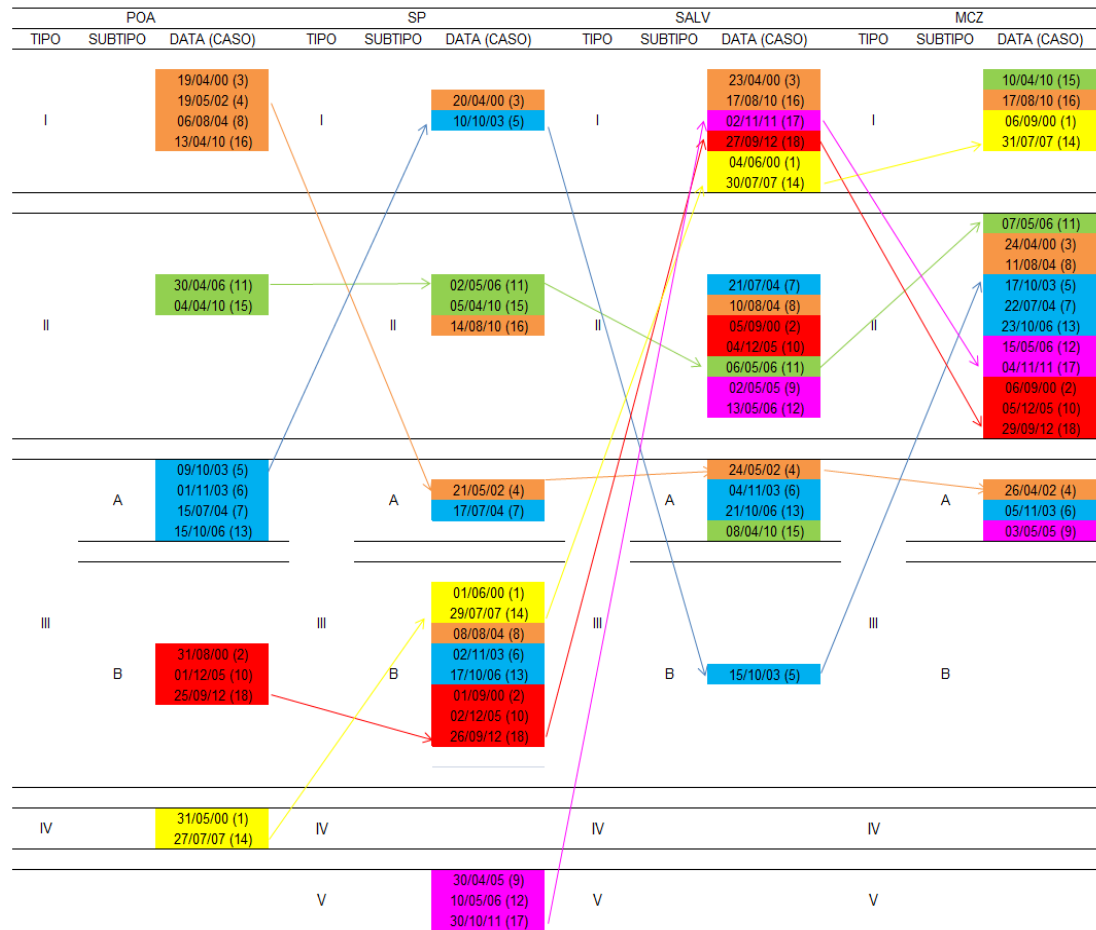 POA SP SALV MCZ
TIPO SUBTIPO DATA (CASO) TIPO SUBTIPO DATA (CASO) TIPO SUBTIPO DATA (CASO) TIPO SUBTIPO DATA (CASO)
19/04/00 (3) 23/04/00 (3) 10/04/10 (15)
19/05/02 (4) 20/04/00 (3) 17/08/10 (16) 17/08/10 (16)
I 06/08/04 (8) I 10/10/03 (5) I 02/11/11 (17) I 06/09/00 (1)
13/04/10 (16) 27/09/12 (18) 31/07/07 (14)
04/06/00 (1)
30/07/07 (14)
07/05/06 (11)
24/04/00 (3)
11/08/04 (8)
30/04/06 (11) 02/05/06 (11) 21/07/04 (7) 17/10/03 (5)
04/04/10 (15) 05/04/10 (15) 10/08/04 (8) 22/07/04 (7)
II II 14/08/10 (16) II 05/09/00 (2) II 23/10/06 (13)
04/12/05 (10) 15/05/06 (12)
06/05/06 (11) 04/11/11 (17)
02/05/05 (9) 06/09/00 (2)
13/05/06 (12) 05/12/05 (10)
29/09/12 (18)
09/10/03 (5) 24/05/02 (4)
A 01/11/03 (6) A 21/05/02 (4) A 04/11/03 (6) A 26/04/02 (4)
15/07/04 (7) 17/07/04 (7) 21/10/06 (13) 05/11/03 (6)
15/10/06 (13) 08/04/10 (15) 03/05/05 (9)
01/06/00 (1)
29/07/07 (14)
III III 08/08/04 (8) III III
31/08/00 (2) 02/11/03 (6)
B 01/12/05 (10) B 17/10/06 (13) B 15/10/03 (5) B
25/09/12 (18) 01/09/00 (2)
02/12/05 (10)
26/09/12 (18)
31/05/00 (1)
IV 27/07/07 (14) IV IV IV
30/04/05 (9)
V 10/05/06 (12) V V
30/10/11 (17)